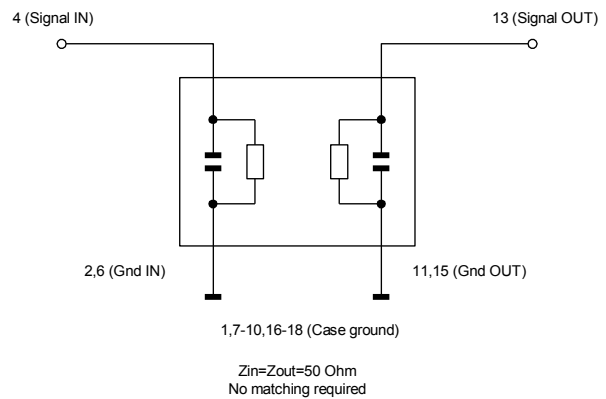 4 (Signal IN)
13 (Signal OUT)
2,6 (Gnd IN)
11,15 (Gnd OUT)
1,7-10,16-18 (Case ground)
Zin=Zout=50 Ohm
No matching required